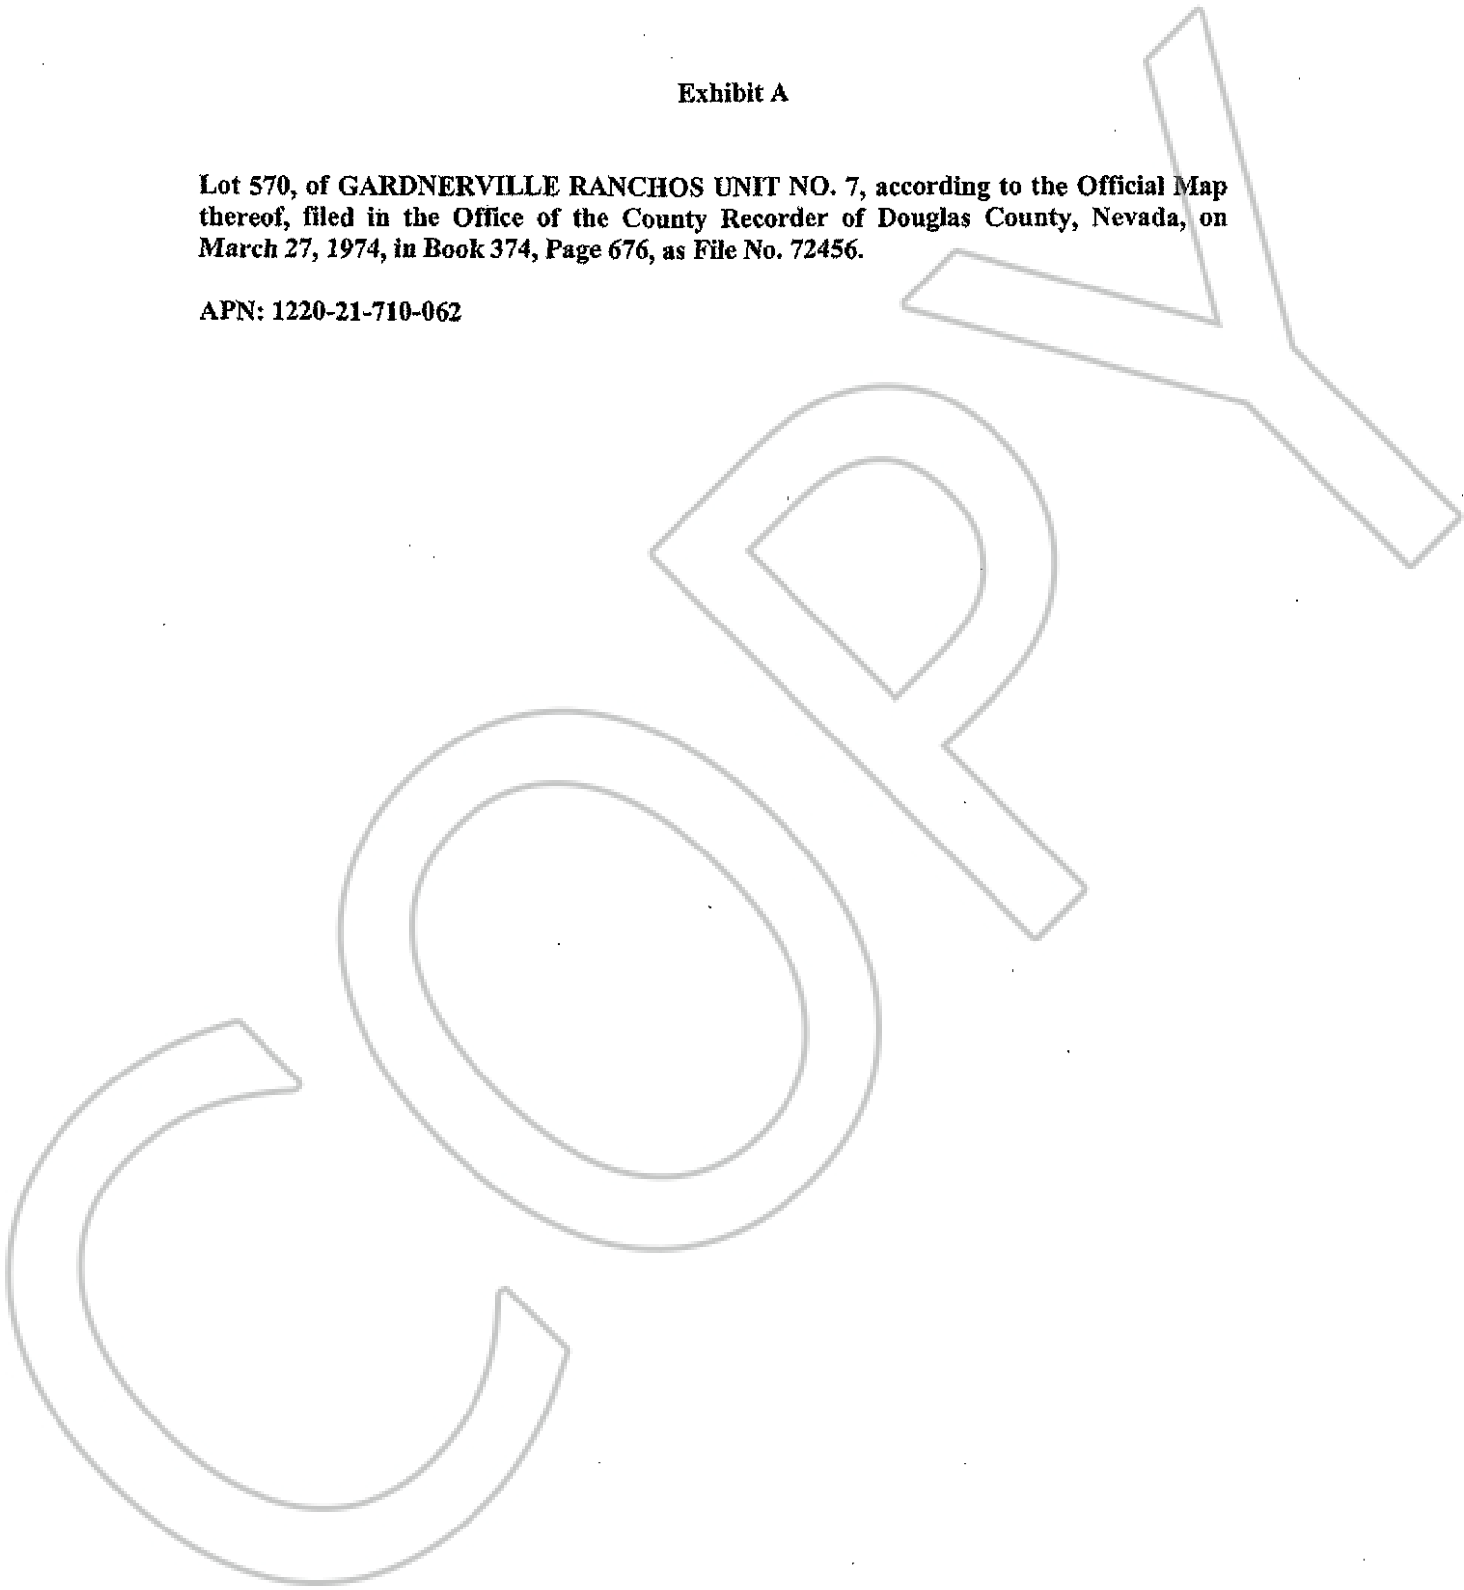 Exhibit A
Lot 570, of GARDNERVILLE RANCHOS UNIT NO. 7, according to the Official Map
thereof, filed in the Office of the County Recorder of Douglas County, Nevada, on
March 27, 1974, in Book 374, Page 676, as File No. 72456.
APN: 1220-21-710-062
COPY